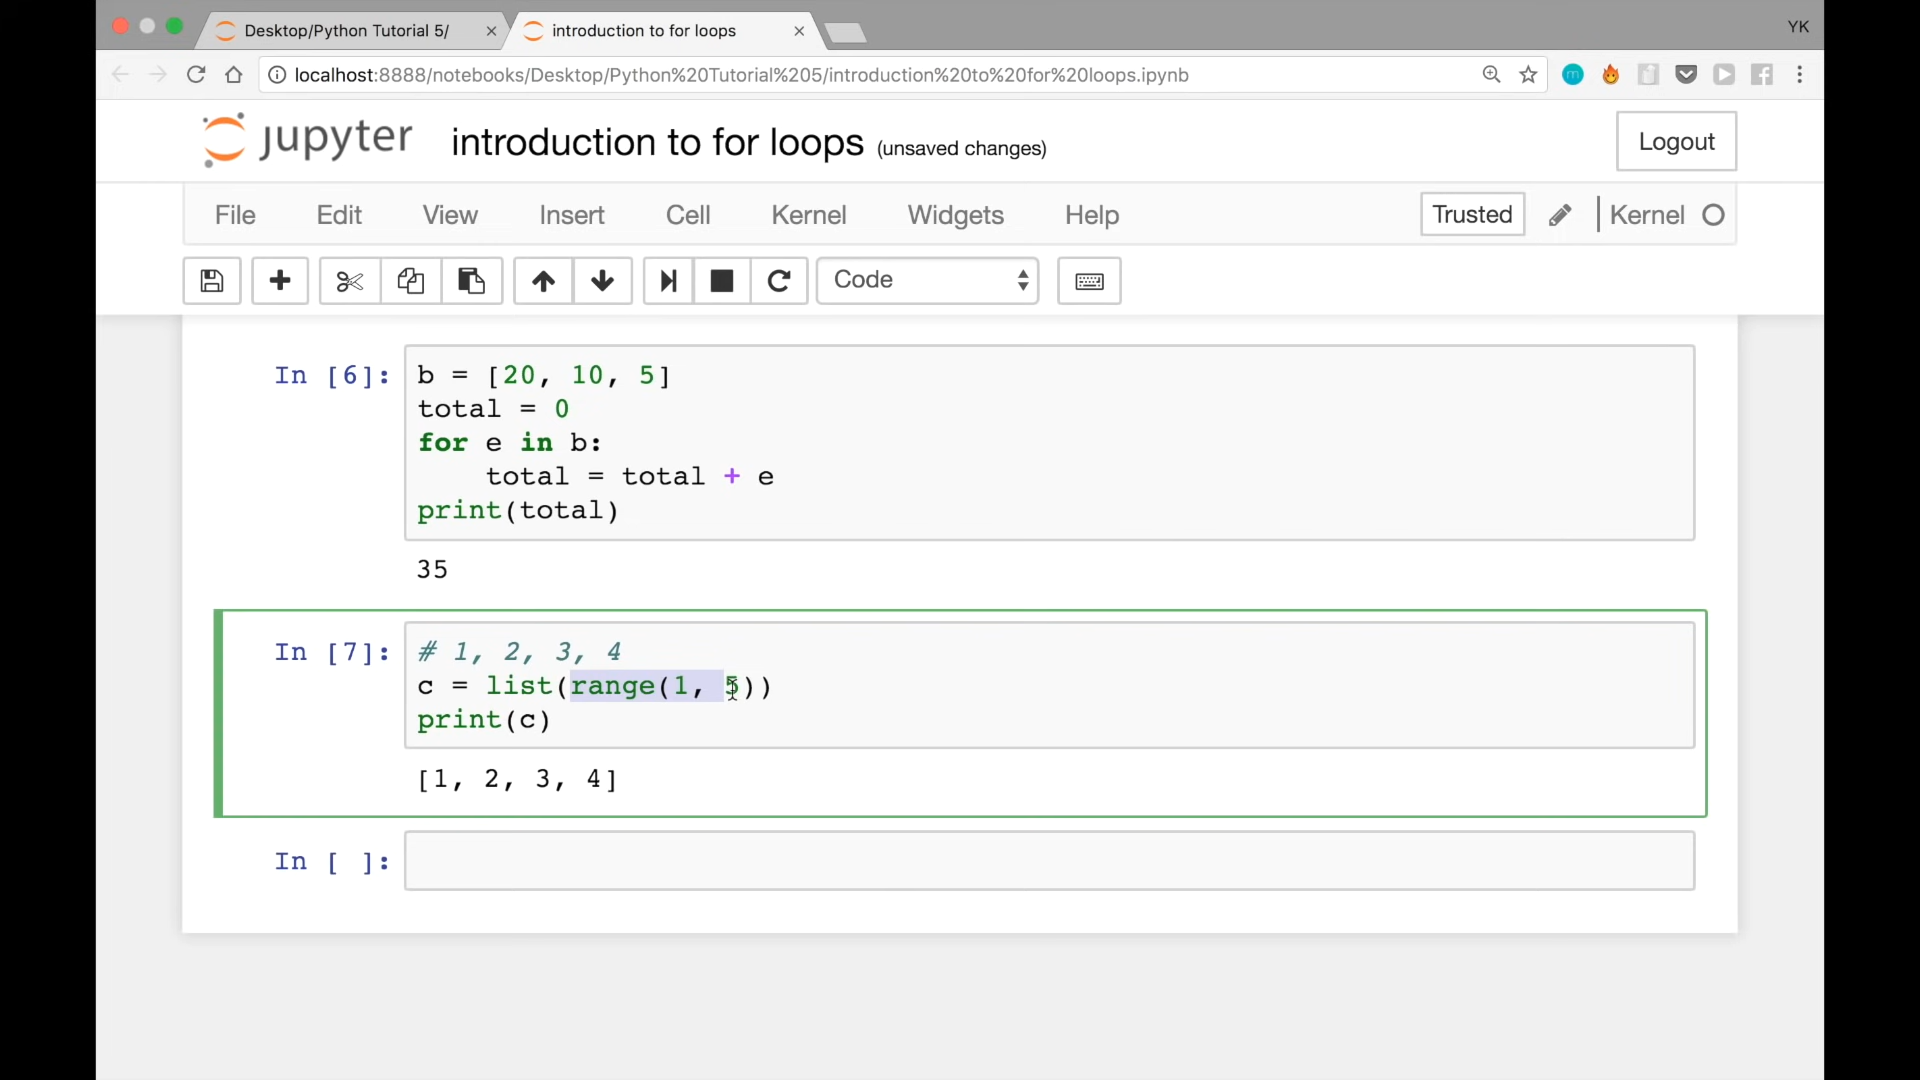 Desktop/Python Tutorial 5/
introduction to for loops
YK
localhost:8888/notebooks/Desktop/Python%20Tutorial%205/introduction%20to%20for%20loops.ipynb
jupyter introduction to for loops (unsaved changes)
Logout
File Edit View Insert Cell Kernel Widgets Help
Trusted
Kernel
Code
In [6]: b = [20, 10, 5]
total = 0
for e in b:
    total = total + e
print(total)
35
In [7]: # 1, 2, 3, 4
c = list(range(1, 5))
print(c)
[1, 2, 3, 4]
In [ ]: